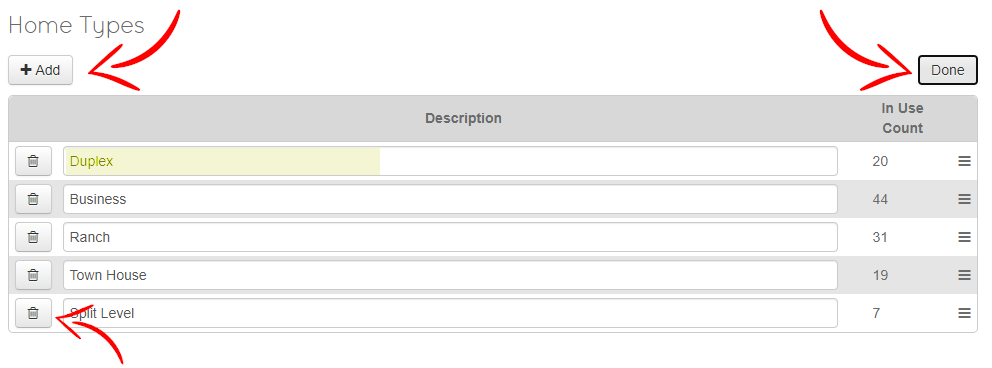 Home Types
+ Add
Done
Description
In Use
Count
Duplex 20
Business 44
Ranch 31
Town House 19
Split Level 7